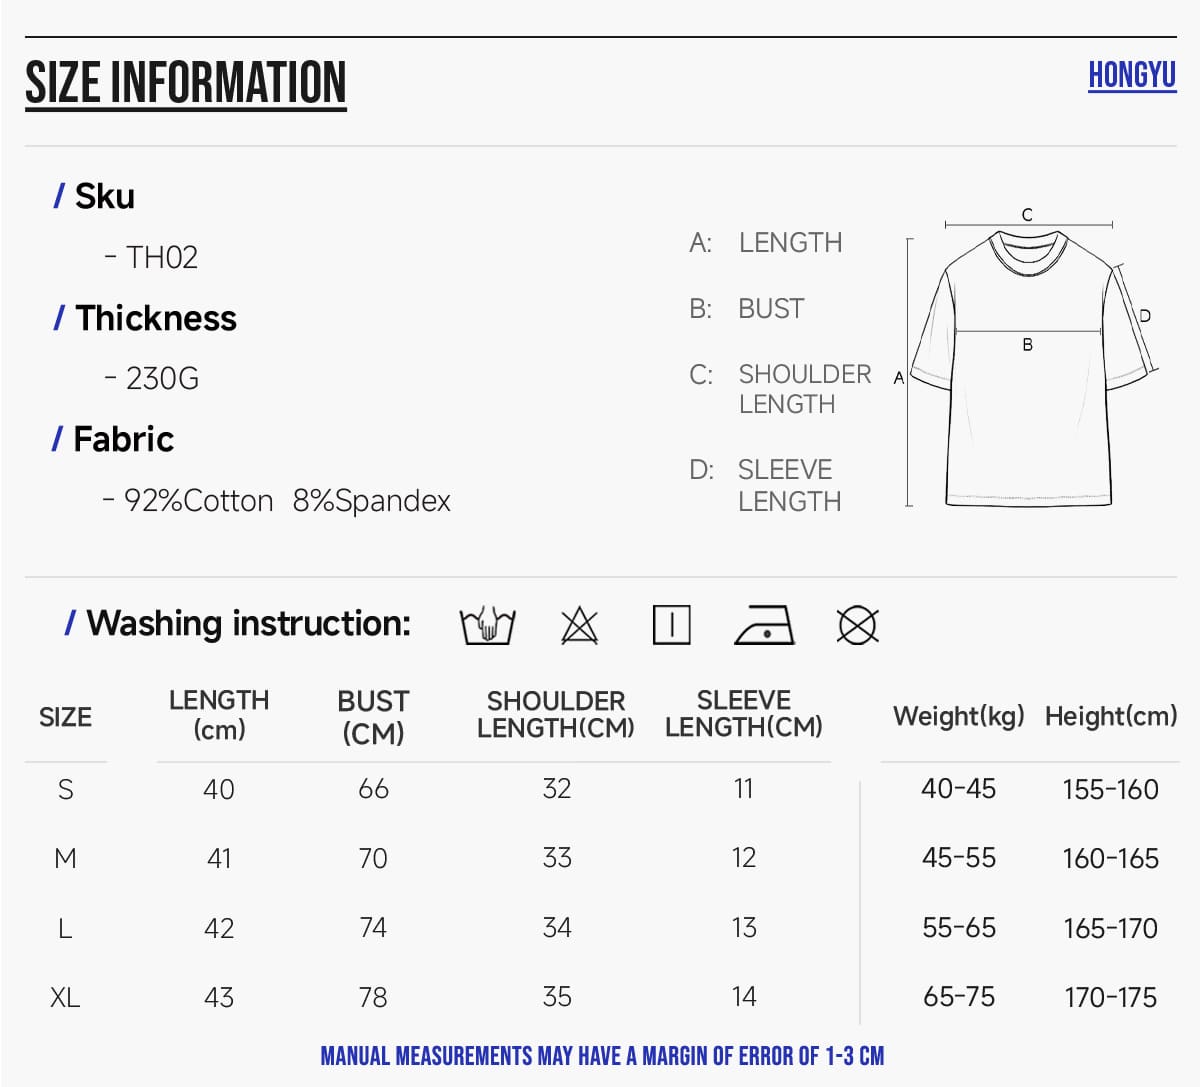 SIZE INFORMATION
HONGYU
/ Sku
- TH02
/ Thickness
- 230G
/ Fabric
- 92%Cotton 8%Spandex
A: LENGTH
B: BUST
C: SHOULDER
LENGTH
D: SLEEVE
LENGTH
C
D
B
A
/ Washing instruction:
SIZE
LENGTH
(cm)
BUST
(CM)
SHOULDER
LENGTH(CM)
SLEEVE
LENGTH(CM)
Weight(kg) Height(cm)
S 40 66 32 11 40-45 155-160
M 41 70 33 12 45-55 160-165
L 42 74 34 13 55-65 165-170
XL 43 78 35 14 65-75 170-175
MANUAL MEASUREMENTS MAY HAVE A MARGIN OF ERROR OF 1-3 CM